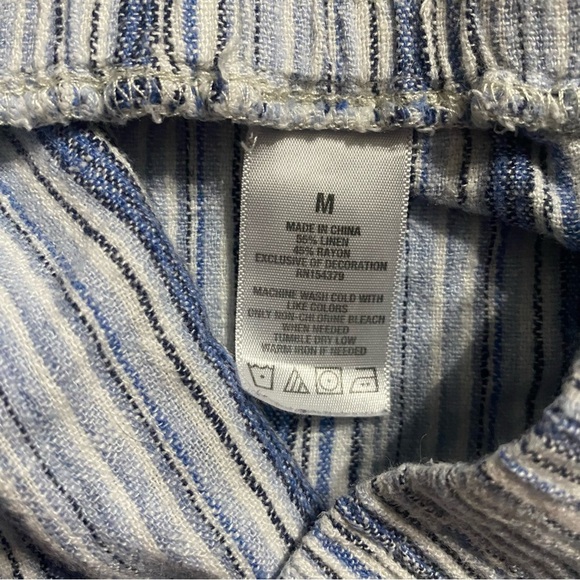 M
MADE IN CHINA
55% LINEN
45% RAYON
EXCLUSIVE OF DECORATION
RN154379
MACHINE WASH COLD WITH
LIKE COLORS
ONLY NON-CHLORINE BLEACH
WHEN NEEDED
TUMBLE DRY LOW
WARM IRON IF NEEDED